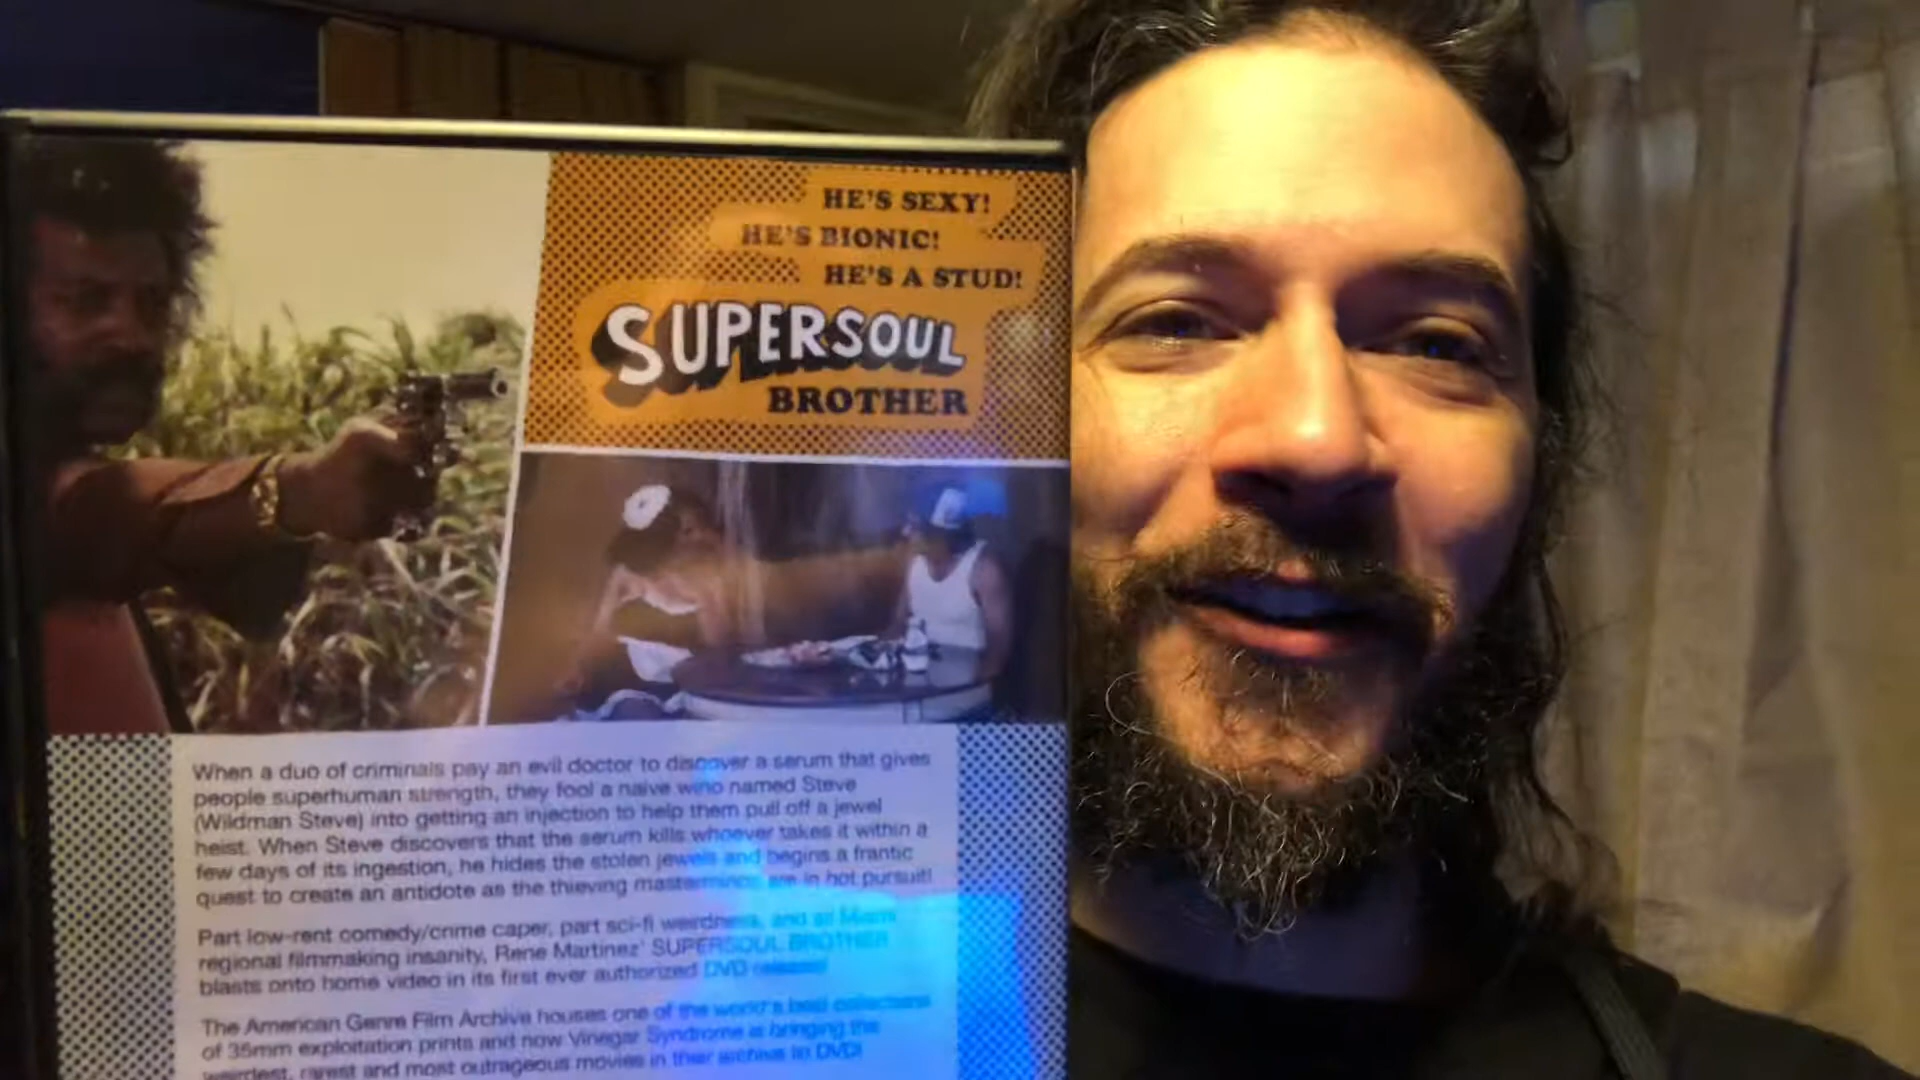 HE'S SEXY!
HE'S BIONIC!
HE'S A STUD!
SUPERSOUL
BROTHER
When a duo of criminals pay an evil doctor to discover a serum that gives
people superhuman strength, they fool a naive wino named Steve
(Wildman Steve) into getting an injection to help them pull off a jewel
heist. When Steve discovers that the serum kills whoever takes it within a
few days of its ingestion, he hides the stolen jewels and begins a frantic
quest to create an antidote as the thieving masterminds are in hot pursuit!
Part low-rent comedy/crime caper, part sci-fi weirdness, and all Miami
regional filmmaking insanity, Rene Martinez' SUPERSOUL BROTHER
blasts onto home video in its first ever authorized DVD release!
The American Genre Film Archive houses one of the world's best collections
of 35mm exploitation prints and now Vinegar Syndrome is bringing the
weirdest, rarest and most outrageous movies in their archive to DVD!